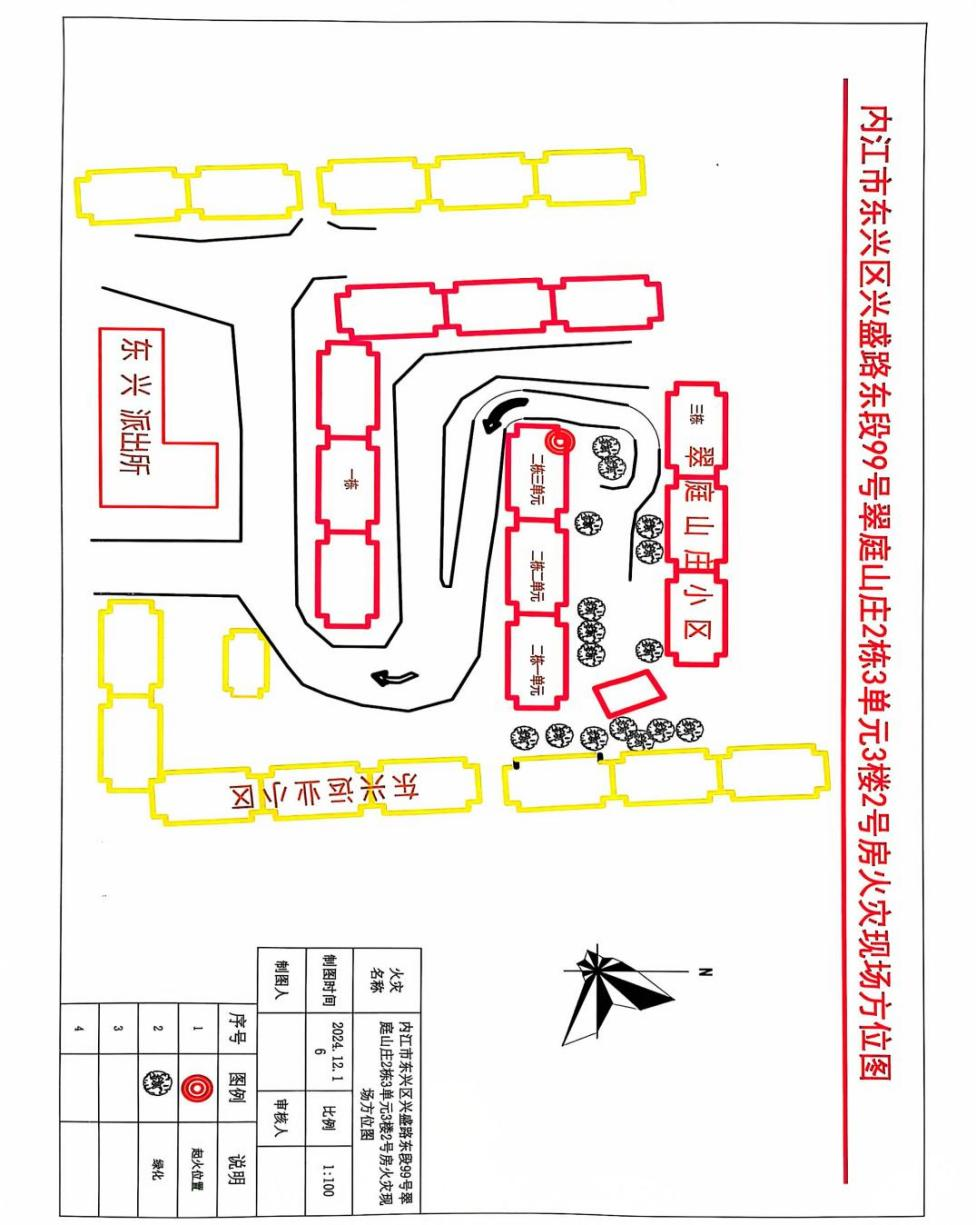 内江市东兴区兴盛路东段99号翠庭山庄2栋3单元3楼2号房火灾现场方位图
三栋
翠庭山庄小区
二栋三单元
二栋二单元
二栋一单元
一栋
东兴派出所
东兴运业小区
N
火灾
名称
内江市东兴区兴盛路东段99号翠
庭山庄2栋3单元3楼2号房火灾现
场方位图
制图时间
2024.12.1
6
比例
1:100
制图人
审核人
序号 图例 说明
1 起火位置
2 绿化
3
4